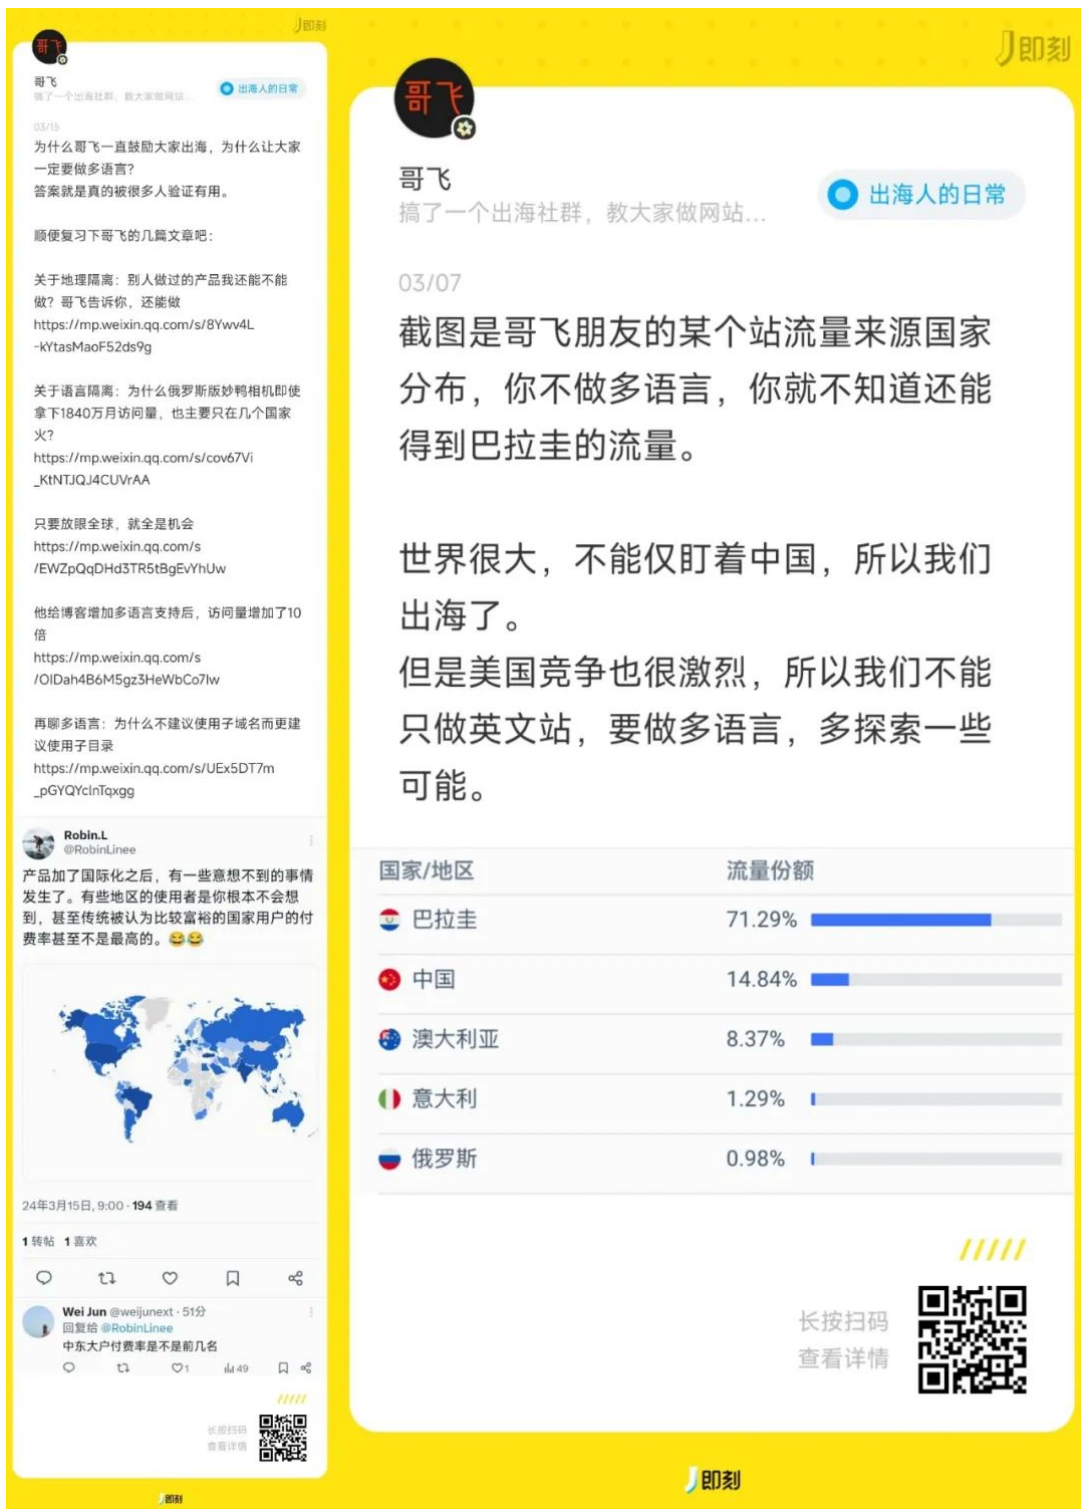 即刻
哥飞
哥飞
搞了一个出海社群，教大家做网站...
出海人的日常
03/15
为什么哥飞一直鼓励大家出海，为什么让大家
一定要做多语言？
答案就是真的被很多人验证有用。
顺便复习下哥飞的几篇文章吧：
关于地理隔离：别人做过的产品我还能不能
做？哥飞告诉你，还能做
https://mp.weixin.qq.com/s/8Ywv4L
-kYtasMaoF52ds9g
关于语言隔离：为什么俄罗斯版妙鸭相机即使
拿下1840万月访问量，也主要只在几个国家
火？
https://mp.weixin.qq.com/s/cov67Vi
_KtNTJQJ4CUVrAA
只要放眼全球，就全是机会
https://mp.weixin.qq.com/s
/EWZpQqDHd3TR5tBgEvYhUw
他给博客增加多语言支持后，访问量增加了10
倍
https://mp.weixin.qq.com/s
/OIDah4B6M5gz3HeWbCo7lw
再聊多语言：为什么不建议使用子域名而更建
议使用子目录
https://mp.weixin.qq.com/s/UEx5DT7m
_pGYQYclnTqxgg
Robin.L
@RobinLinee
产品加了国际化之后，有一些意想不到的事情
发生了。有些地区的使用者是你根本不会想
到，甚至传统被认为比较富裕的国家用户的付
费率甚至不是最高的。😂😂
24年3月15日, 9:00 · 194 查看
1 转帖 1 喜欢
Wei Jun @weijunext · 51分
回复给 @RobinLinee
中东大户付费率是不是前几名
1
49
长按扫码
查看详情
即刻
即刻
哥飞
哥飞
搞了一个出海社群，教大家做网站...
出海人的日常
03/07
截图是哥飞朋友的某个站流量来源国家
分布，你不做多语言，你就不知道还能
得到巴拉圭的流量。
世界很大，不能仅盯着中国，所以我们
出海了。
但是美国竞争也很激烈，所以我们不能
只做英文站，要做多语言，多探索一些
可能。
国家/地区 流量份额
巴拉圭 71.29%
中国 14.84%
澳大利亚 8.37%
意大利 1.29%
俄罗斯 0.98%
长按扫码
查看详情
即刻